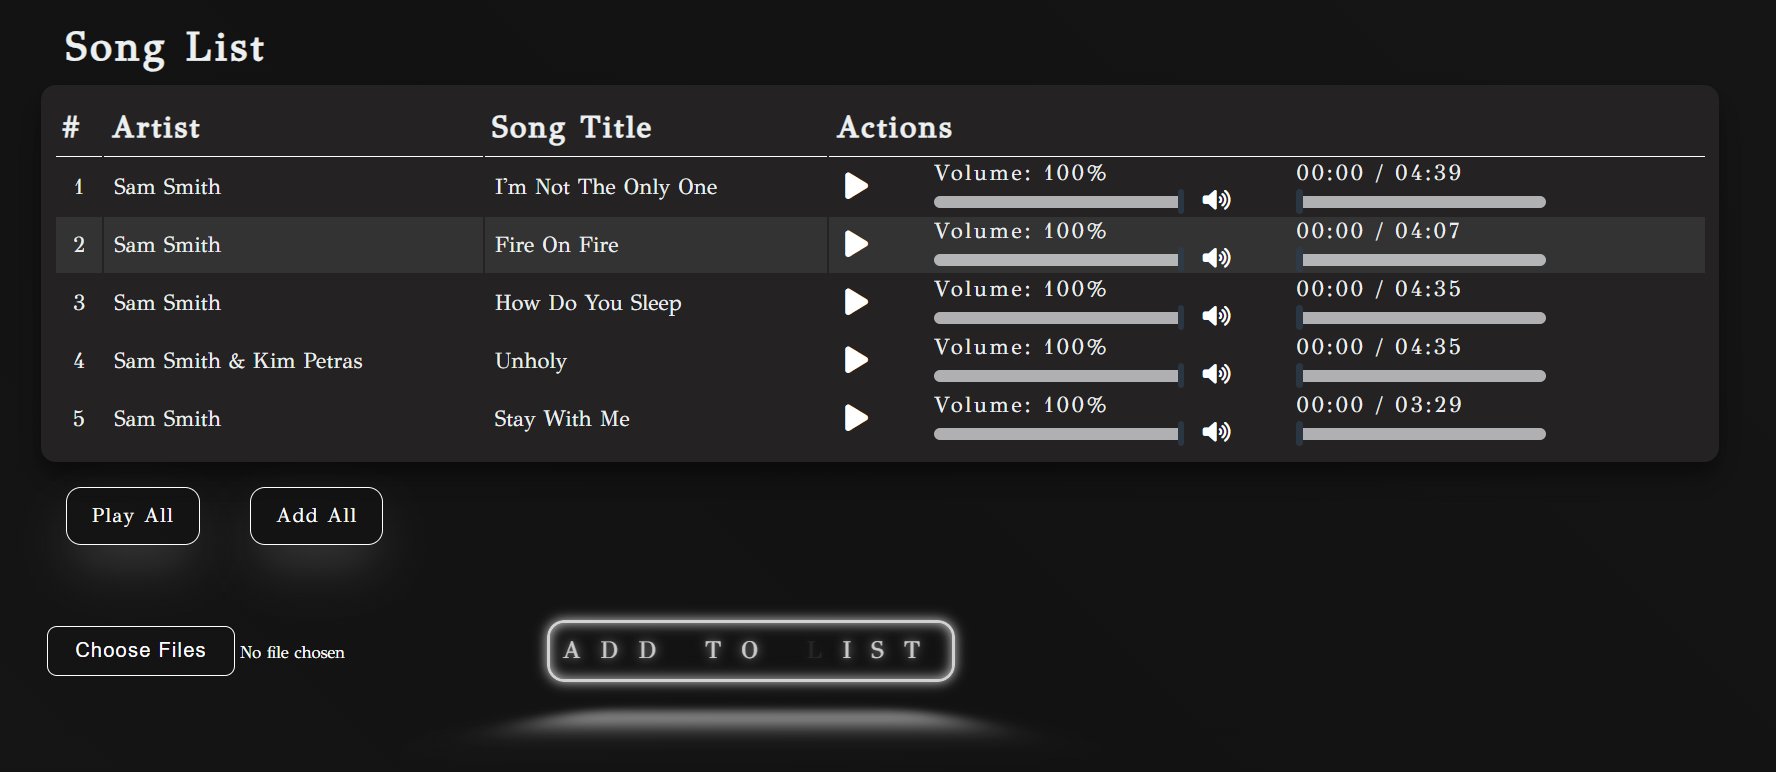 Song List
# Artist Song Title Actions
1 Sam Smith I'm Not The Only One Volume: 100% 00:00 / 04:39
2 Sam Smith Fire On Fire Volume: 100% 00:00 / 04:07
3 Sam Smith How Do You Sleep Volume: 100% 00:00 / 04:35
4 Sam Smith & Kim Petras Unholy Volume: 100% 00:00 / 04:35
5 Sam Smith Stay With Me Volume: 100% 00:00 / 03:29
Play All Add All
Choose Files No file chosen ADD TO LIST